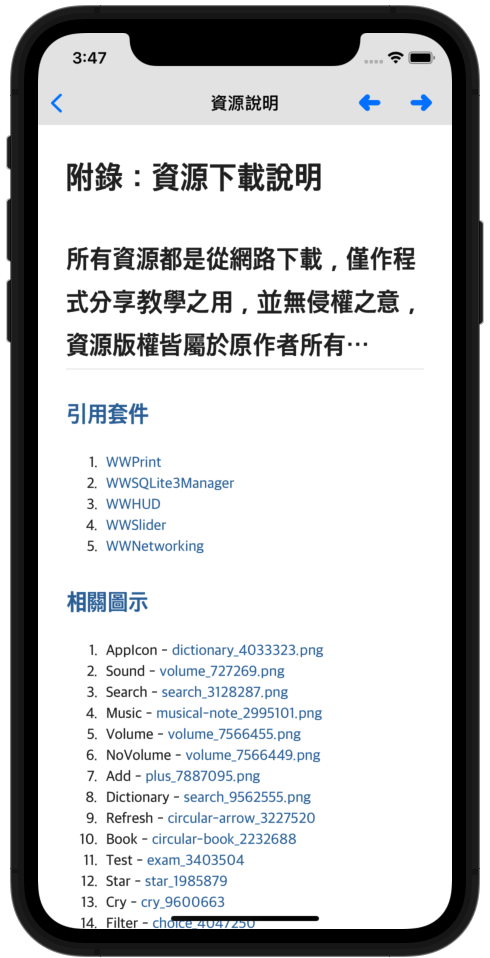 3:47
資源說明
附錄：資源下載說明
所有資源都是從網路下載，僅作程
式分享教學之用，並無侵權之意，
資源版權皆屬於原作者所有⋯
引用套件
1. WWPrint
2. WWSQLite3Manager
3. WWHUD
4. WWSlider
5. WWNetworking
相關圖示
1. AppIcon - dictionary_4033323.png
2. Sound - volume_727269.png
3. Search - search_3128287.png
4. Music - musical-note_2995101.png
5. Volume - volume_7566455.png
6. NoVolume - volume_7566449.png
7. Add - plus_7887095.png
8. Dictionary - search_9562555.png
9. Refresh - circular-arrow_3227520
10. Book - circular-book_2232688
11. Test - exam_3403504
12. Star - star_1985879
13. Cry - cry_9600663
14. Filter - choice_4047250